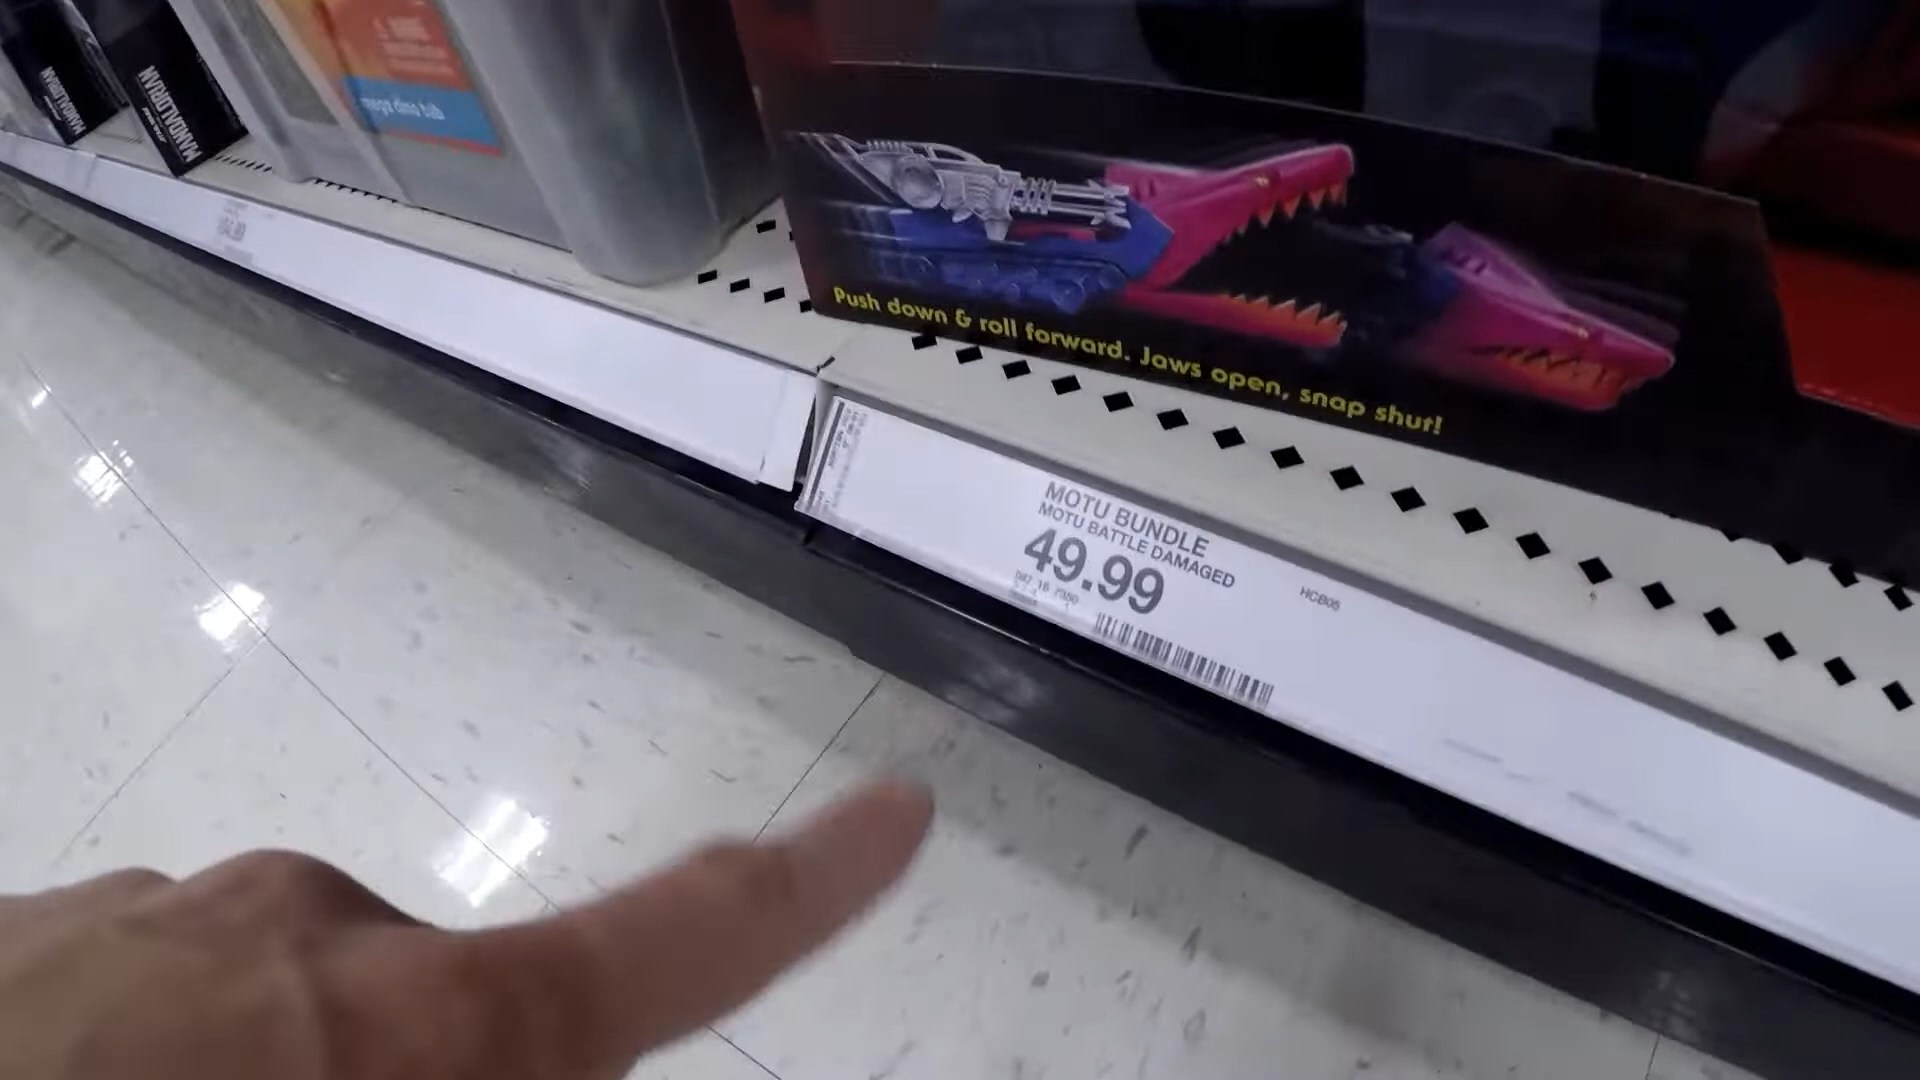 MANDALORIAN
MANDALORIAN
mega dino tub
Push down & roll forward. Jaws open, snap shut!
MOTU BUNDLE
MOTU BATTLE DAMAGED
49.99
HCB05